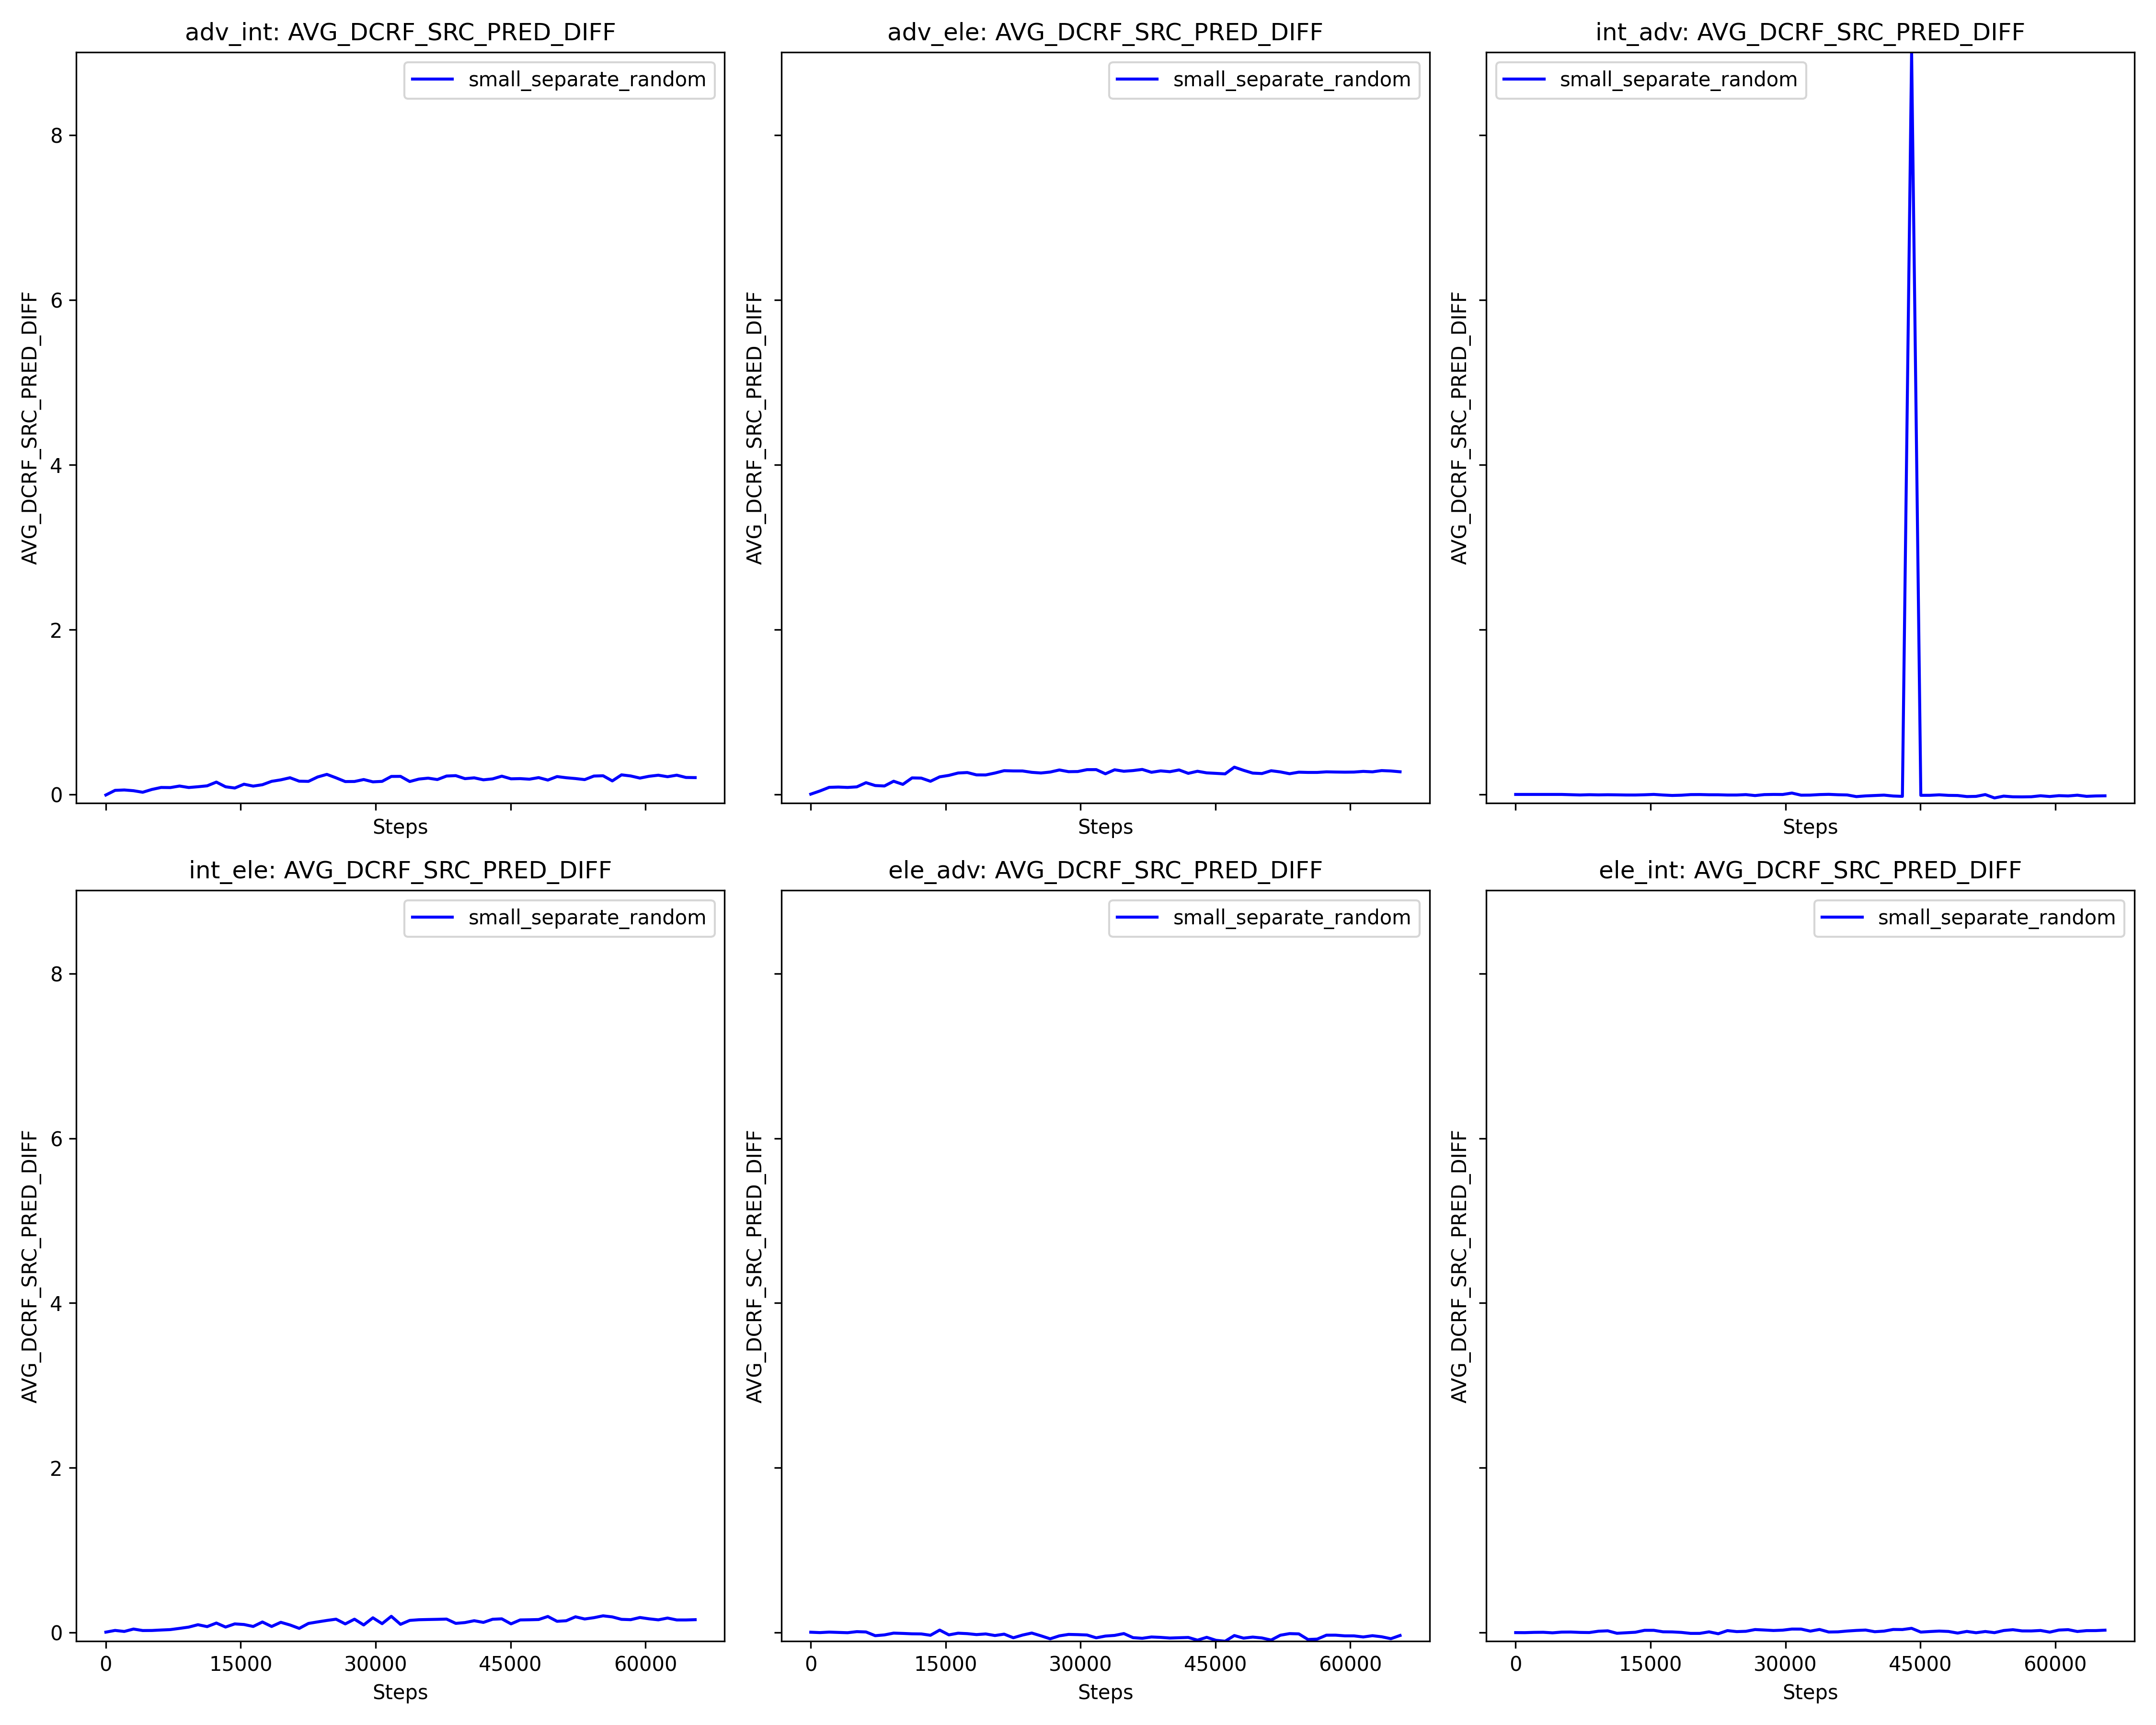 adv_int: AVG_DCRF_SRC_PRED_DIFF
small_separate_random
8
6
4
2
0
AVG_DCRF_SRC_PRED_DIFF
Steps
adv_ele: AVG_DCRF_SRC_PRED_DIFF
small_separate_random
AVG_DCRF_SRC_PRED_DIFF
Steps
int_adv: AVG_DCRF_SRC_PRED_DIFF
small_separate_random
AVG_DCRF_SRC_PRED_DIFF
Steps
int_ele: AVG_DCRF_SRC_PRED_DIFF
small_separate_random
8
6
4
2
0
AVG_DCRF_SRC_PRED_DIFF
0 15000 30000 45000 60000
Steps
ele_adv: AVG_DCRF_SRC_PRED_DIFF
small_separate_random
AVG_DCRF_SRC_PRED_DIFF
0 15000 30000 45000 60000
Steps
ele_int: AVG_DCRF_SRC_PRED_DIFF
small_separate_random
AVG_DCRF_SRC_PRED_DIFF
0 15000 30000 45000 60000
Steps